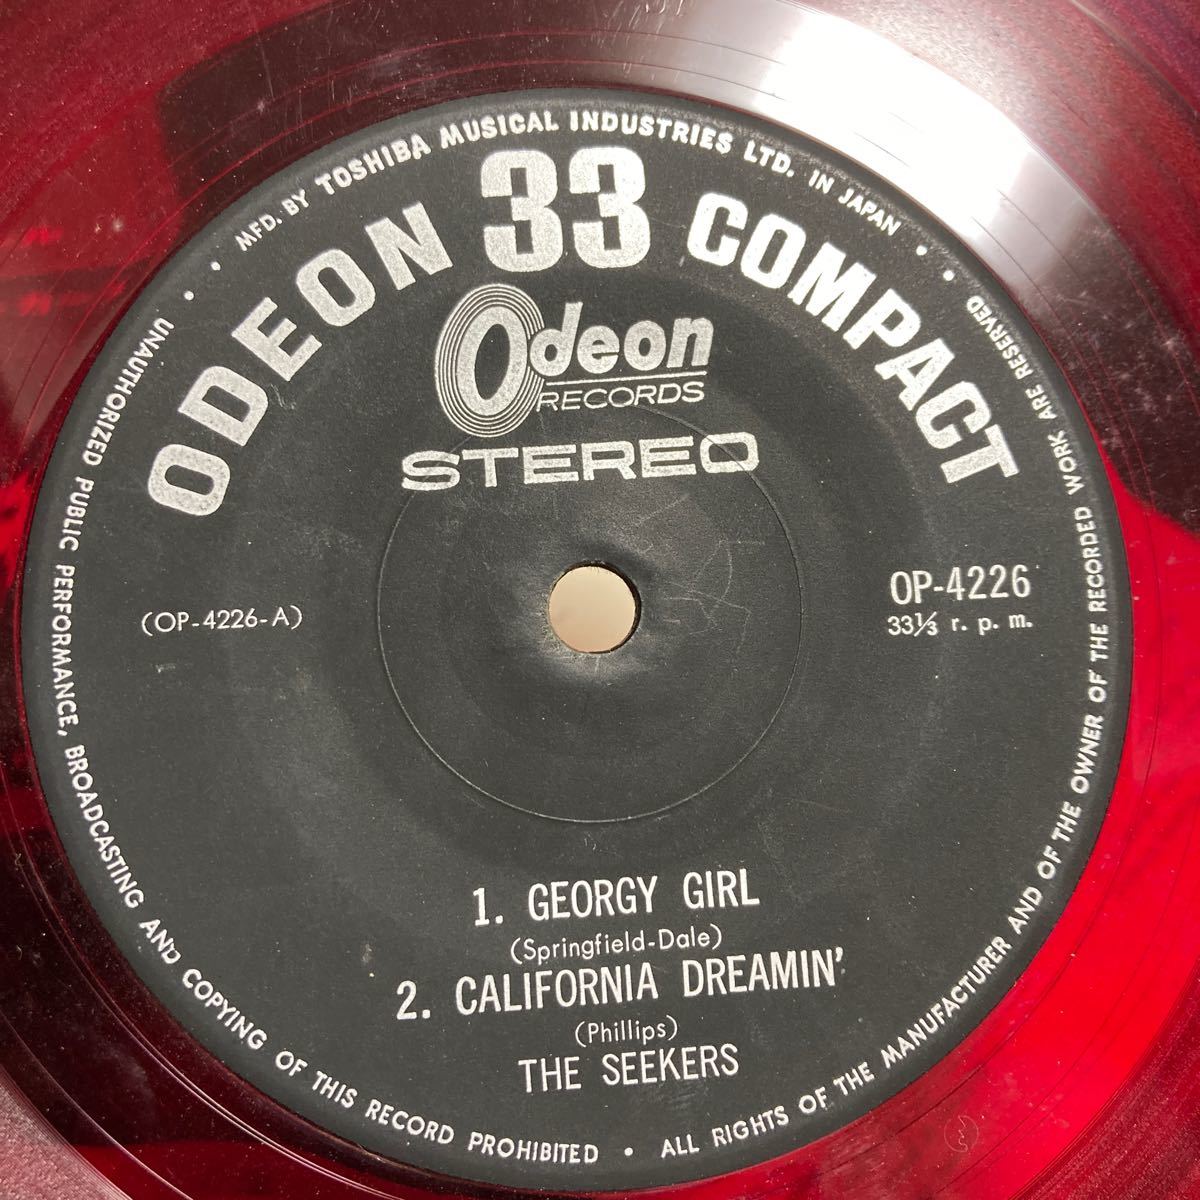 MFD. BY TOSHIBA MUSICAL INDUSTRIES LTD. IN JAPAN
ODEON 33 COMPACT
Odeon
RECORDS
STEREO
OP-4226
33⅓ r. p. m.
(OP-4226-A)
1. GEORGY GIRL
(Springfield-Dale)
2. CALIFORNIA DREAMIN'
(Phillips)
THE SEEKERS
• UNAUTHORIZED PUBLIC PERFORMANCE, BROADCASTING AND COPYING OF THIS RECORD PROHIBITED • ALL RIGHTS OF THE MANUFACTURER AND OF THE OWNER OF THE RECORDED WORK ARE RESERVED •